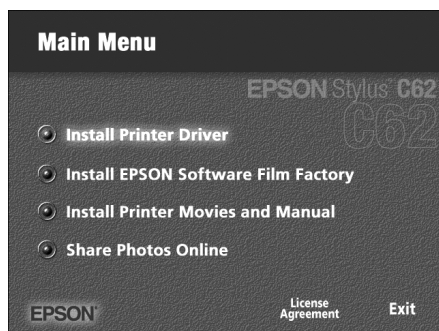 Main Menu
EPSON Stylus® C62
C62
Install Printer Driver
Install EPSON Software Film Factory
Install Printer Movies and Manual
Share Photos Online
EPSON®
License
Agreement
Exit